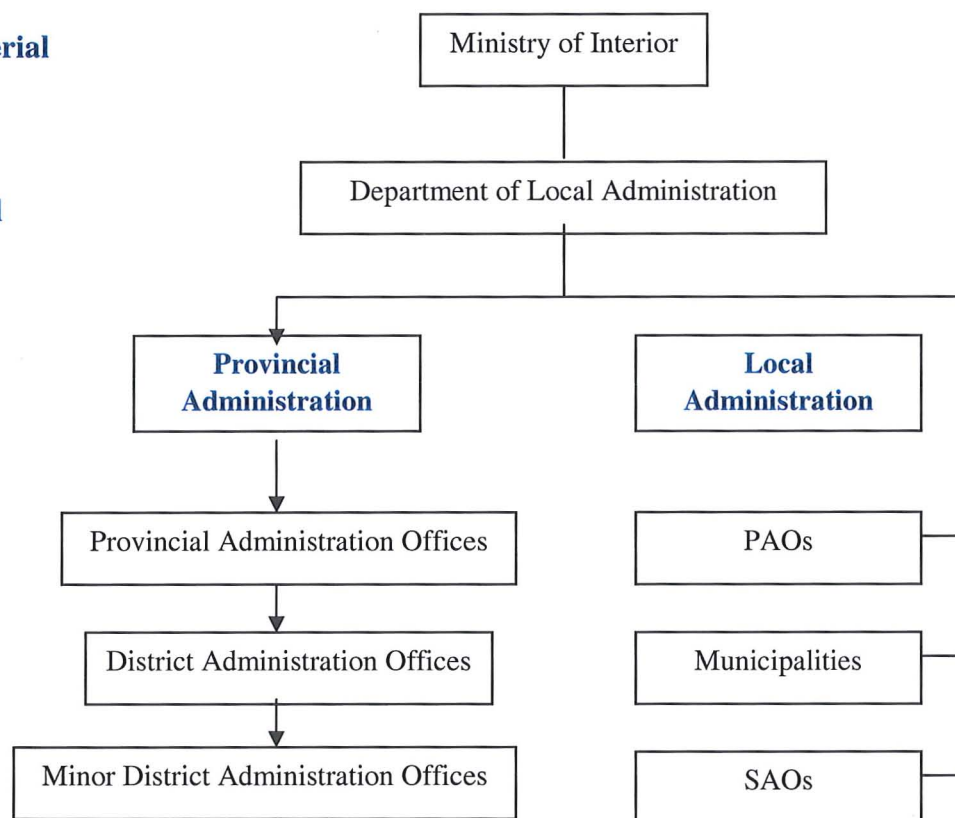 erial
Ministry of Interior
Department of Local Administration
Provincial
Administration
Local
Administration
Provincial Administration Offices
PAOs
District Administration Offices
Municipalities
Minor District Administration Offices
SAOs